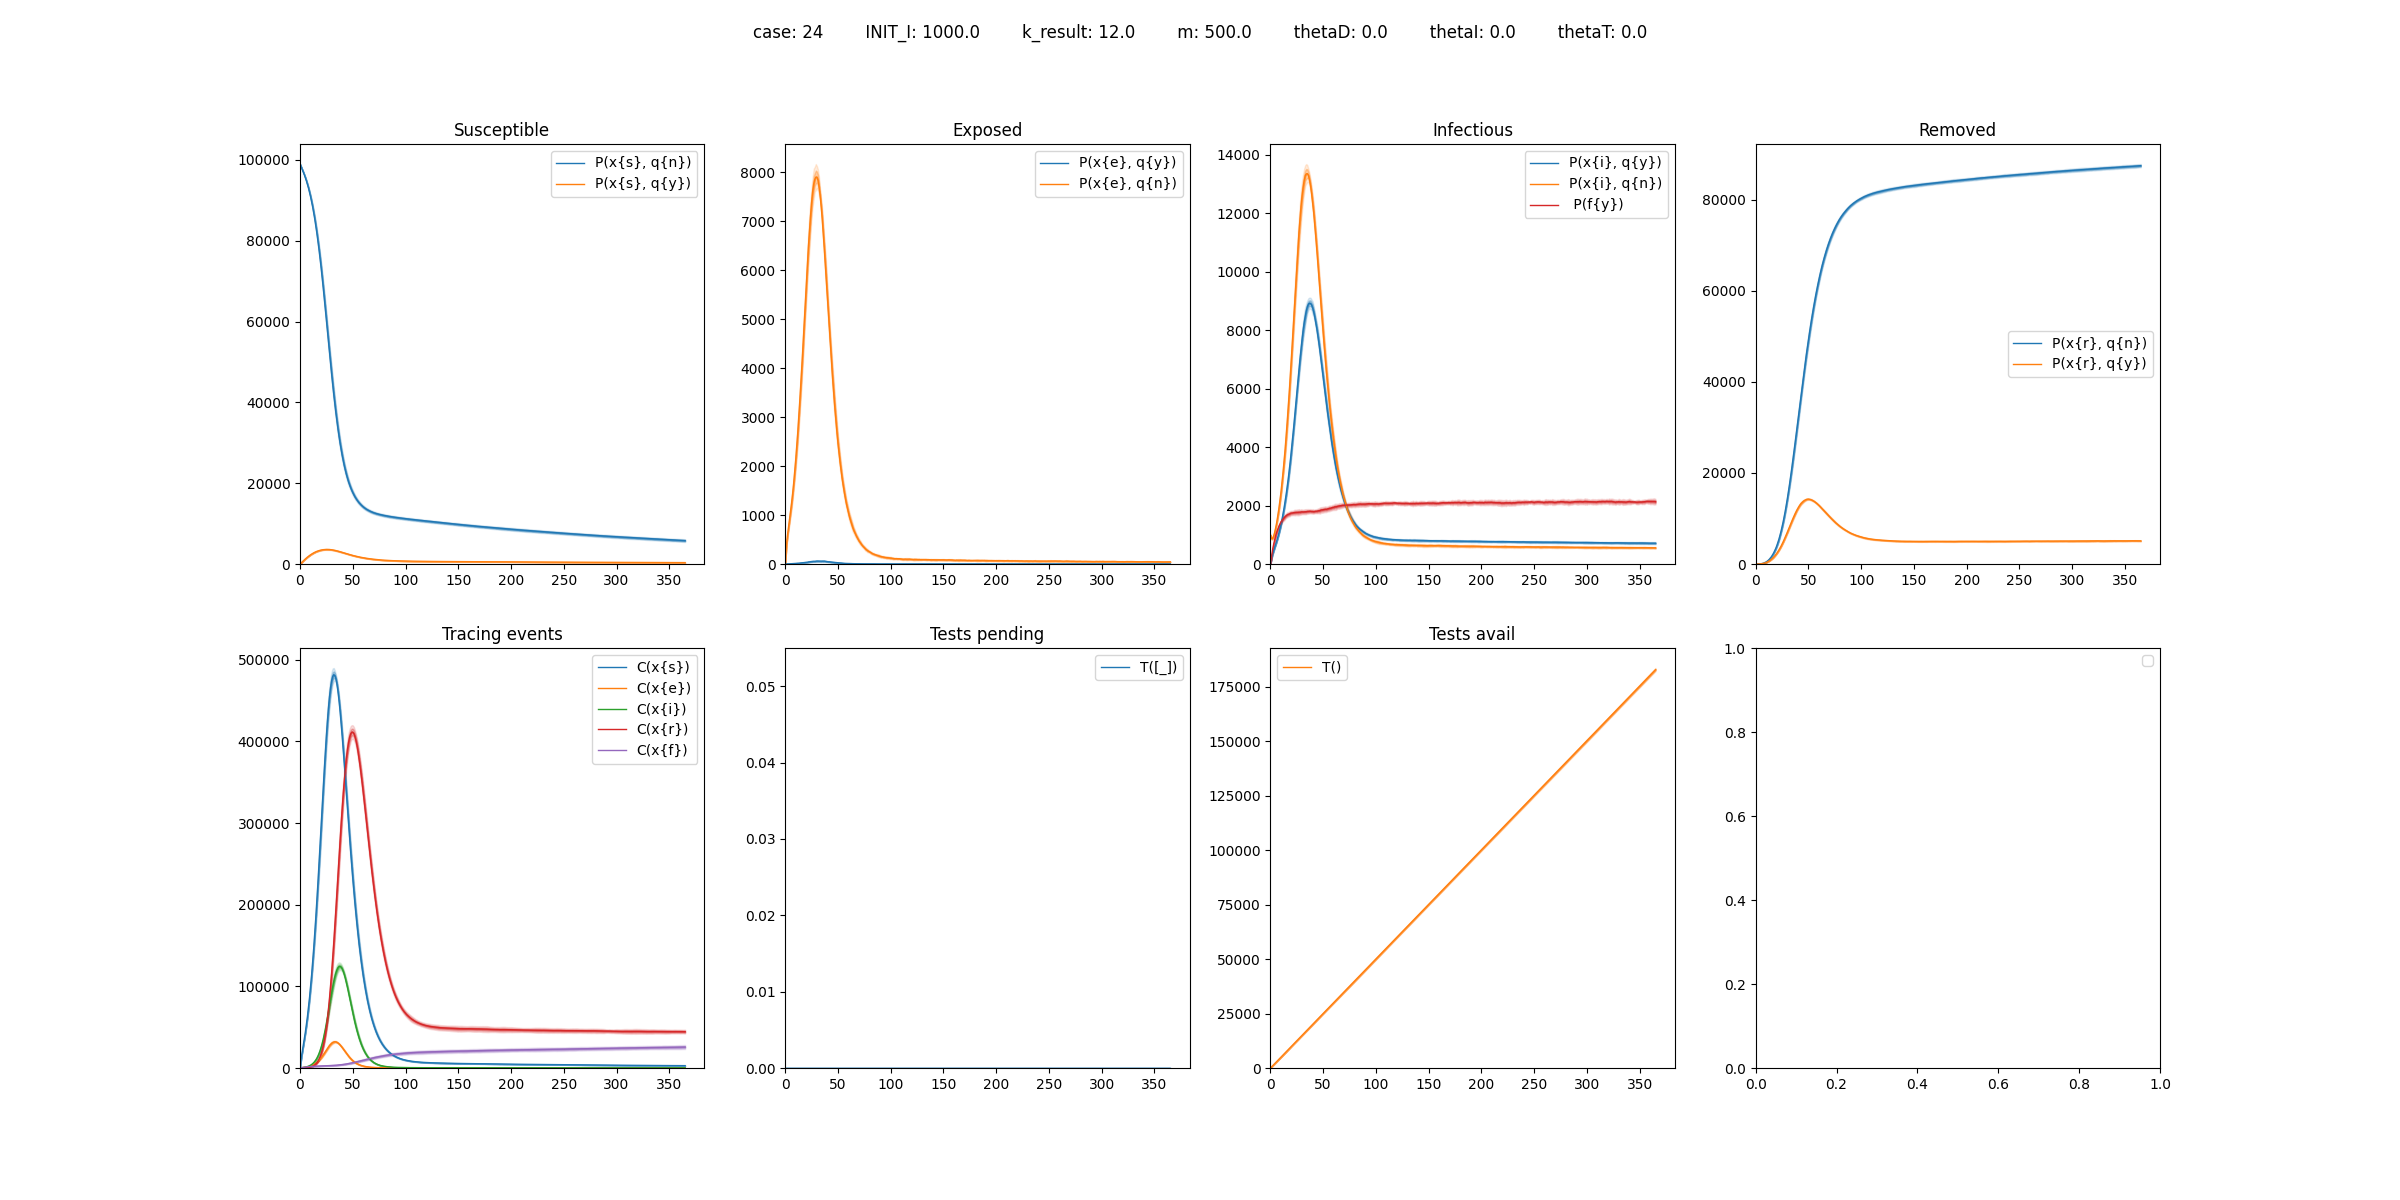 case: 24 INIT_I: 1000.0 k_result: 12.0 m: 500.0 thetaD: 0.0 thetaI: 0.0 thetaT: 0.0
Susceptible
100000
80000
60000
40000
20000
0
0 50 100 150 200 250 300 350
P(x{s}, q{n})
P(x{s}, q{y})
Exposed
8000
7000
6000
5000
4000
3000
2000
1000
0
0 50 100 150 200 250 300 350
P(x{e}, q{y})
P(x{e}, q{n})
Infectious
14000
12000
10000
8000
6000
4000
2000
0
0 50 100 150 200 250 300 350
P(x{i}, q{y})
P(x{i}, q{n})
P(f{y})
Removed
80000
60000
40000
20000
0
0 50 100 150 200 250 300 350
P(x{r}, q{n})
P(x{r}, q{y})
Tracing events
500000
400000
300000
200000
100000
0
0 50 100 150 200 250 300 350
C(x{s})
C(x{e})
C(x{i})
C(x{r})
C(x{f})
Tests pending
0.05
0.04
0.03
0.02
0.01
0.00
0 50 100 150 200 250 300 350
T([_])
Tests avail
175000
150000
125000
100000
75000
50000
25000
0
0 50 100 150 200 250 300 350
T()
1.0
0.8
0.6
0.4
0.2
0.0
0.0 0.2 0.4 0.6 0.8 1.0